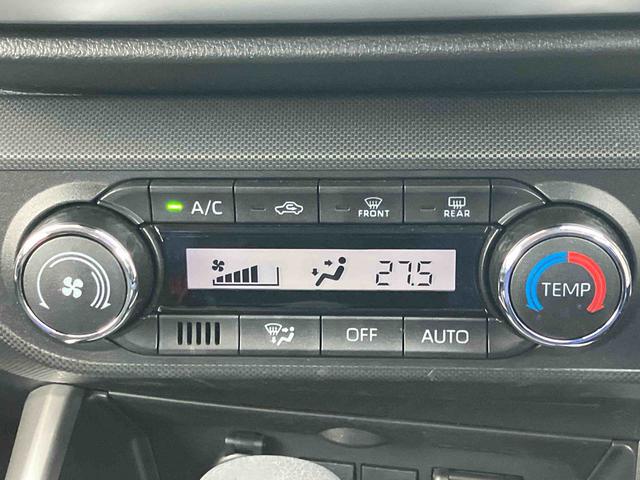 A/C
FRONT
REAR
27.5
TEMP
OFF
AUTO